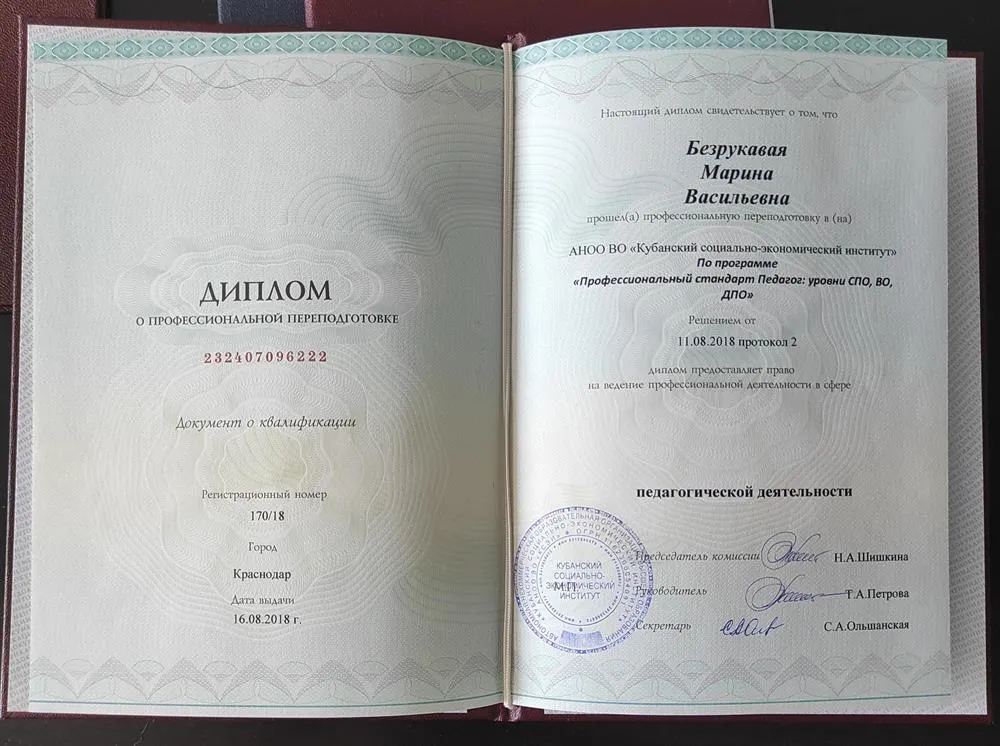 ДИПЛОМ
О ПРОФЕССИОНАЛЬНОЙ ПЕРЕПОДГОТОВКЕ
232407096222
Документ о квалификации
Регистрационный номер
170/18
Город
Краснодар
Дата выдачи
16.08.2018 г.
Настоящий диплом свидетельствует о том, что
Безрукавая
Марина
Васильевна
прошел(а) профессиональную переподготовку в (на)
АНОО ВО «Кубанский социально-экономический институт»
По программе
«Профессиональный стандарт Педагог: уровни СПО, ВО,
ДПО»
Решением от
11.08.2018 протокол 2
диплом предоставляет право
на ведение профессиональной деятельности в сфере
педагогической деятельности
Председатель комиссии Н.А.Шишкина
Руководитель Т.А.Петрова
Секретарь С.А.Ольшанская
М.П.
КУБАНСКИЙ
СОЦИАЛЬНО-
ЭКОНОМИЧЕСКИЙ
ИНСТИТУТ